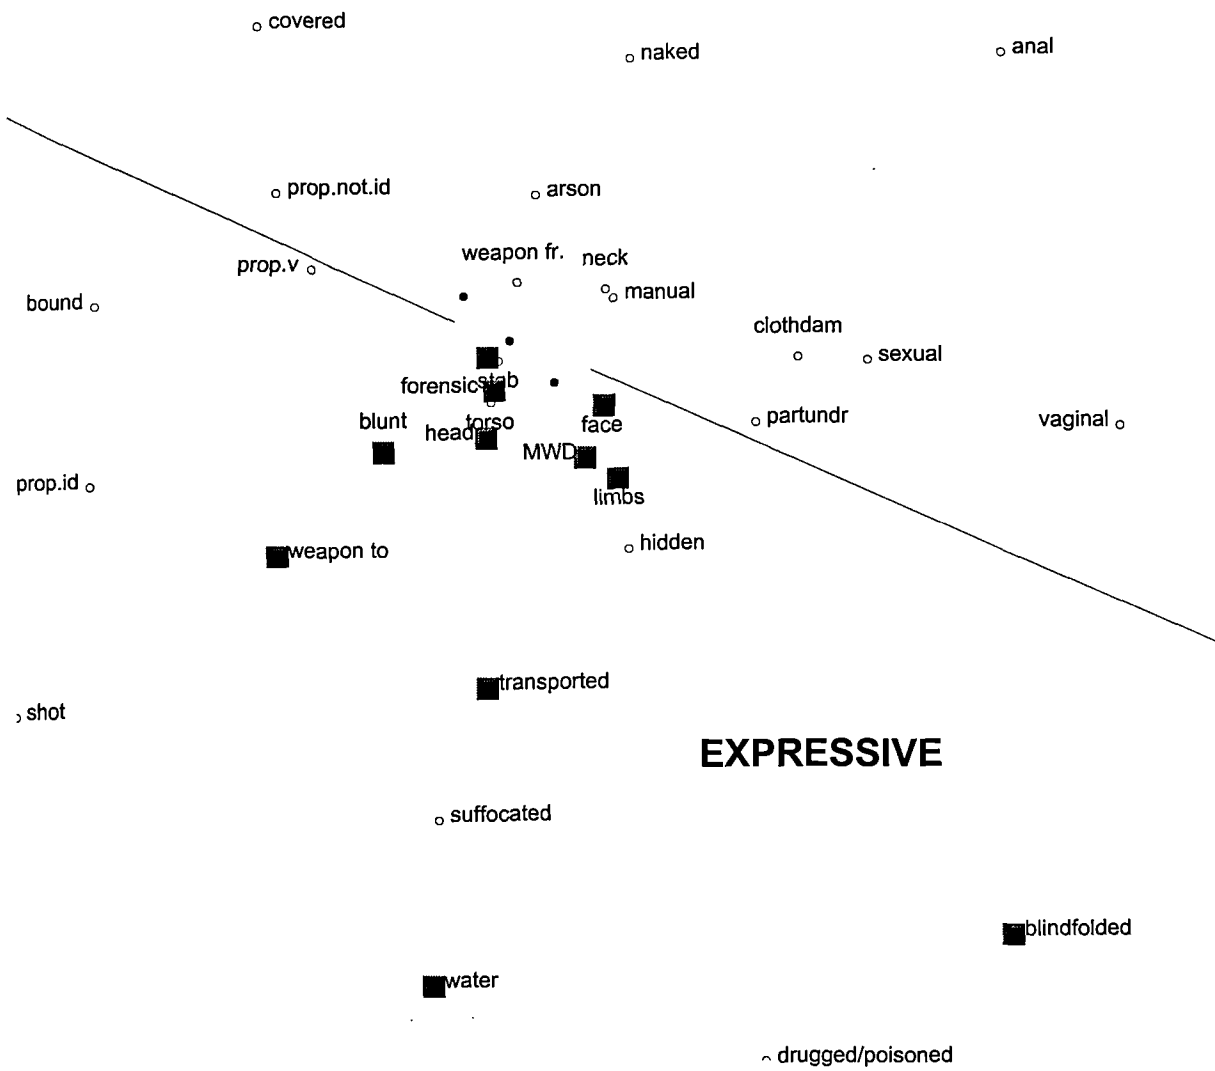 covered
naked
anal
prop.not.id
arson
weapon fr.
neck
prop.v
manual
bound
clothdam
sexual
forensic
stab
blunt
head
torso
face
partundr
vaginal
MWD
prop.id
limbs
hidden
weapon to
transported
shot
EXPRESSIVE
suffocated
blindfolded
water
drugged/poisoned